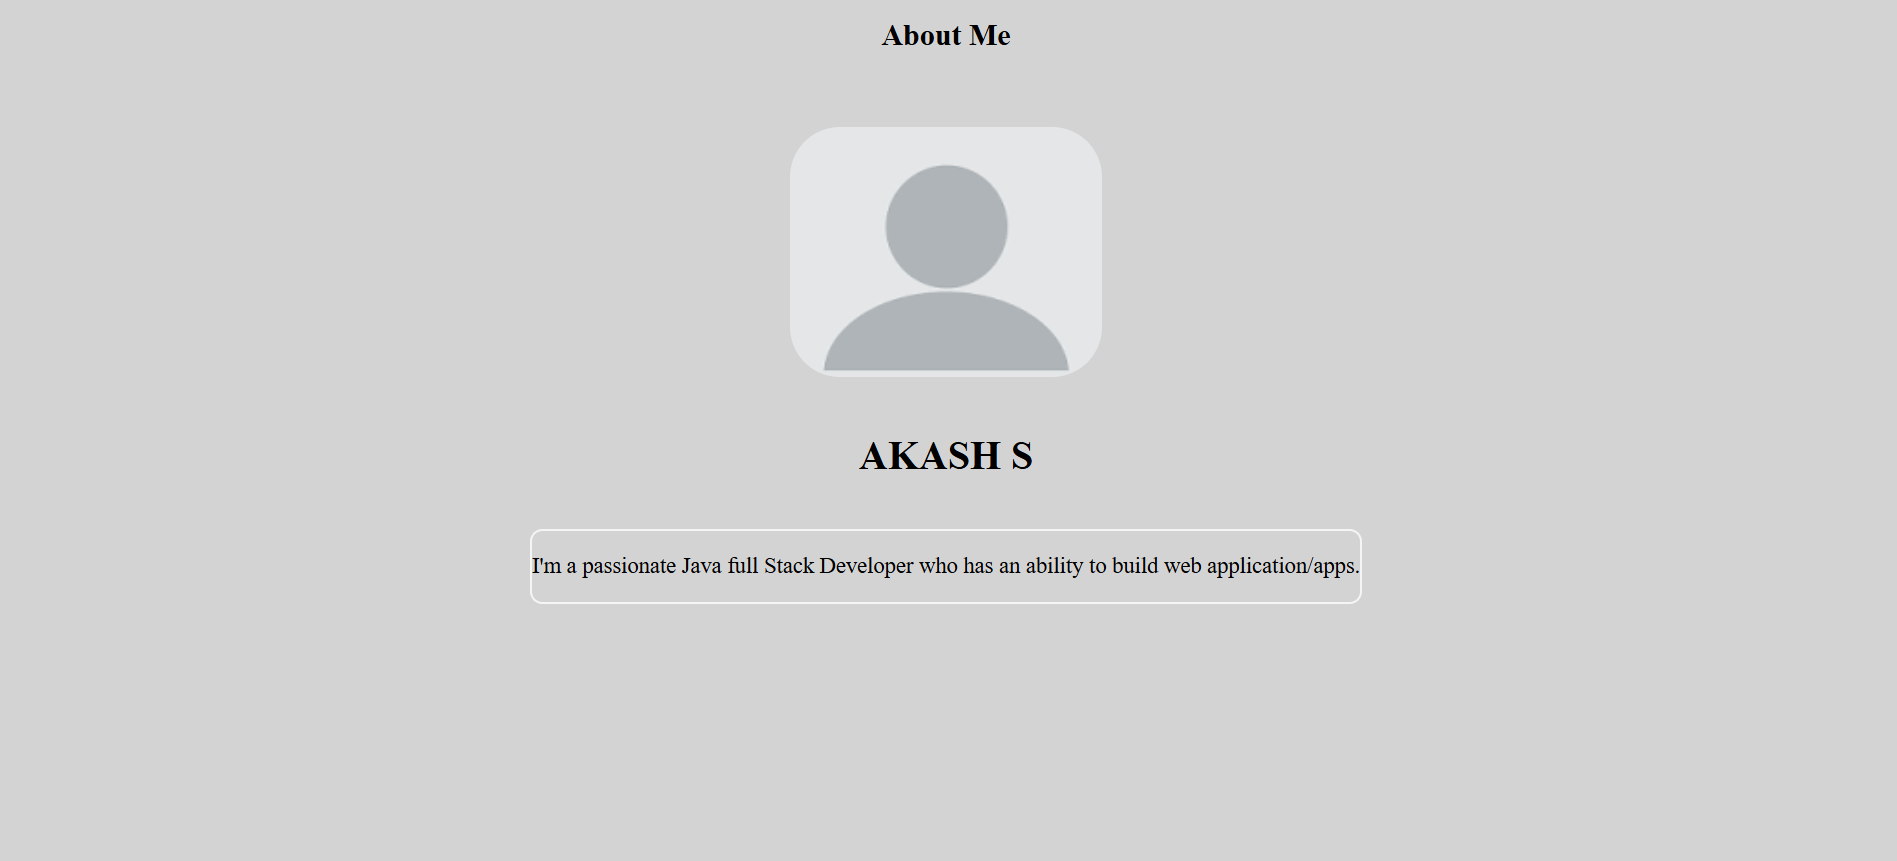 About Me
AKASH S
I'm a passionate Java full Stack Developer who has an ability to build web application/apps.